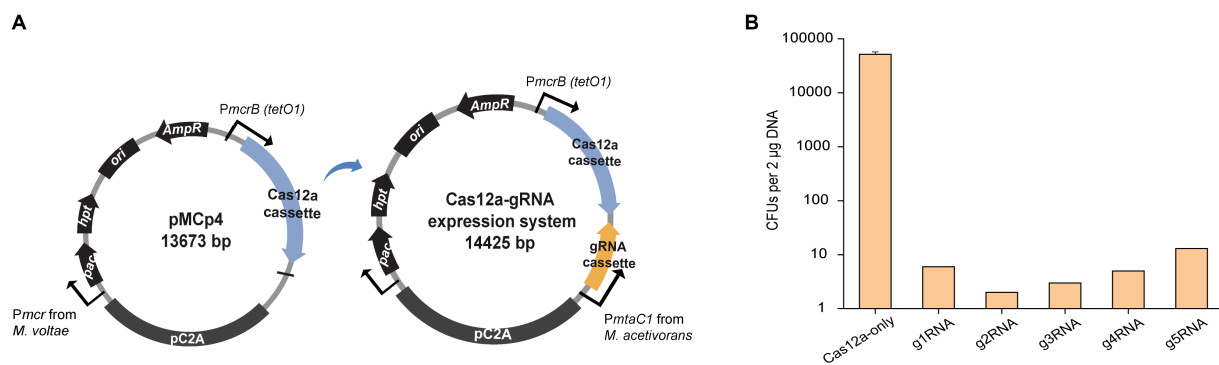 A
PmcrB (tetO1)
AmpR
ori
hpt
pac
Cas12a
cassette
pMCp4
13673 bp
Pmcr from
M. voltae
pC2A
PmcrB (tetO1)
AmpR
ori
hpt
pac
Cas12a
cassette
Cas12a-gRNA
expression system
14425 bp
gRNA
cassette
PmtaC1 from
M. acetivorans
pC2A
B
CFUs per 2 µg DNA
100000
10000
1000
100
10
1
Cas12a-only
g1RNA
g2RNA
g3RNA
g4RNA
g5RNA